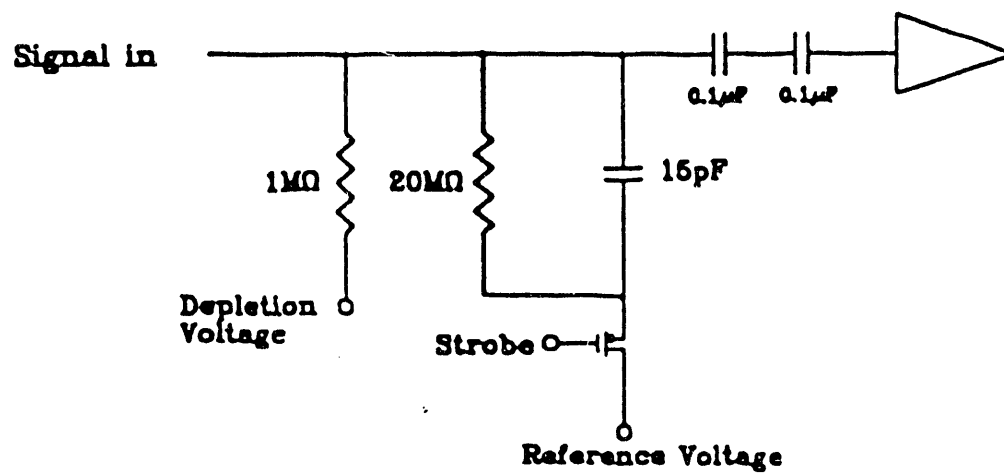 Signal in
0.1μF 0.1μF
1MΩ 20MΩ 15pF
Depletion
Voltage
Strobe
Reference Voltage